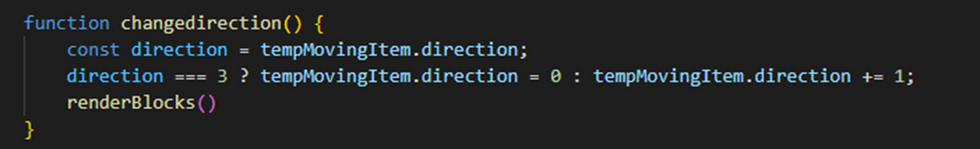 function changedirection() {
    const direction = tempMovingItem.direction;
    direction === 3 ? tempMovingItem.direction = 0 : tempMovingItem.direction += 1;
    renderBlocks()
}